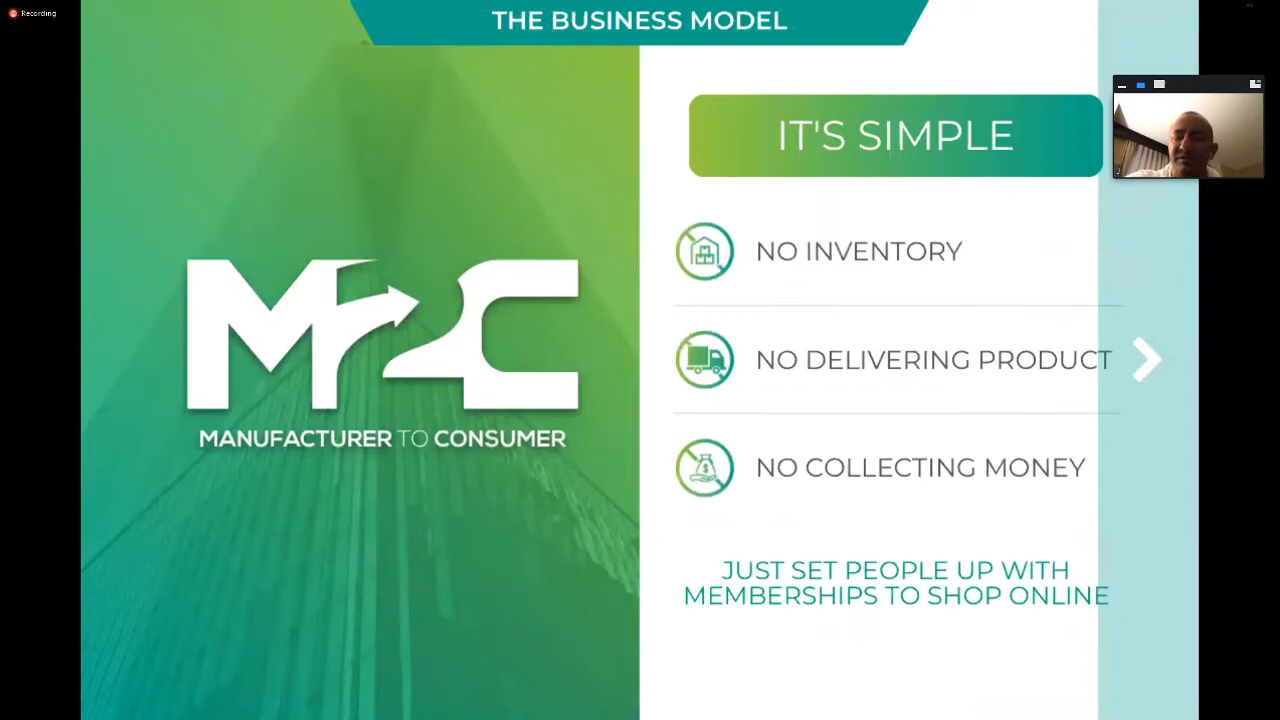 Recording
THE BUSINESS MODEL
IT'S SIMPLE
NO INVENTORY
M2C
NO DELIVERING PRODUCT
MANUFACTURER TO CONSUMER
NO COLLECTING MONEY
JUST SET PEOPLE UP WITH
MEMBERSHIPS TO SHOP ONLINE